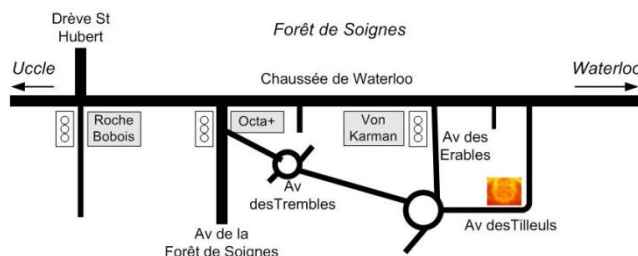 Drève St
Hubert
Forêt de Soignes
Uccle
Waterloo
Chaussée de Waterloo
Roche
Bobois
Octa+
Von
Karman
Av des
Erables
Av
desTrembles
Av desTilleuls
Av de la
Forêt de Soignes